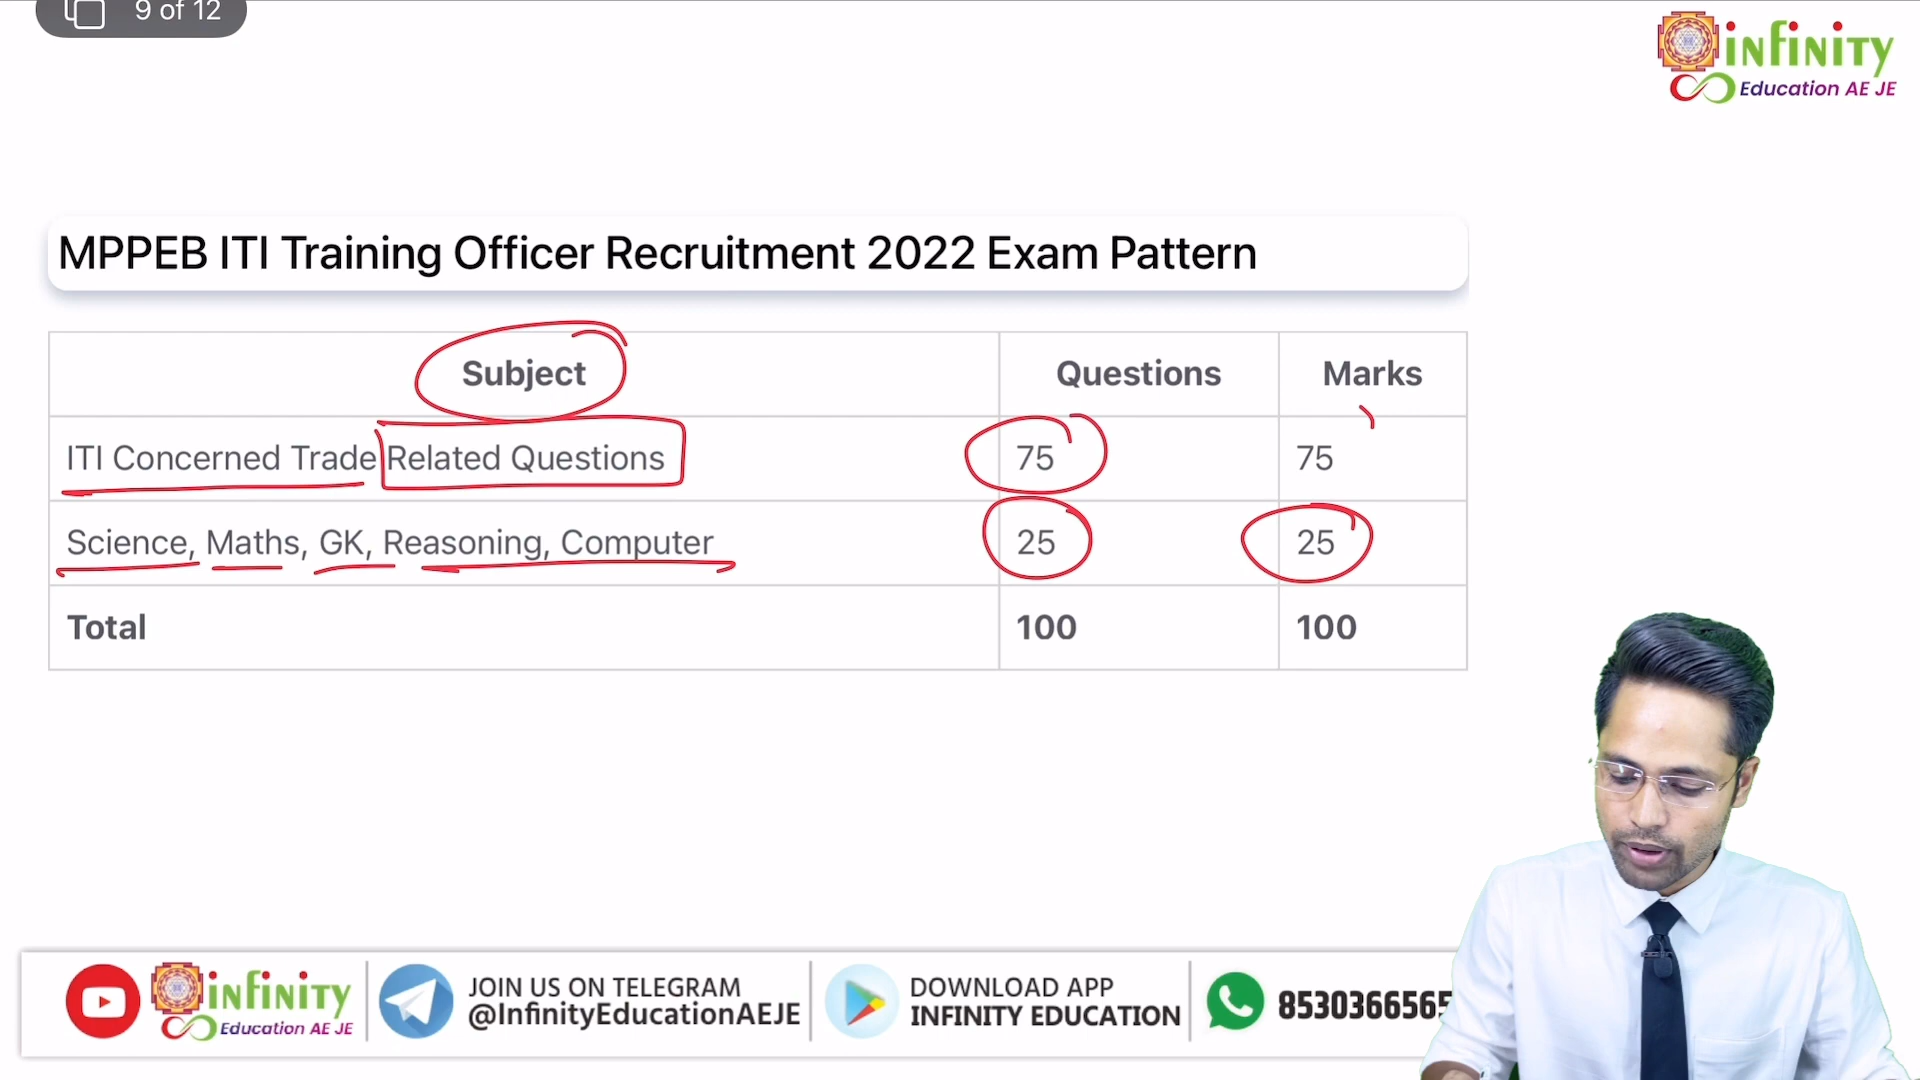 9 of 12
infinity
Education AE JE
MPPEB ITI Training Officer Recruitment 2022 Exam Pattern
Subject Questions Marks
ITI Concerned Trade Related Questions 75 75
Science, Maths, GK, Reasoning, Computer 25 25
Total 100 100
infinity
Education AE JE
JOIN US ON TELEGRAM
@InfinityEducationAEJE
DOWNLOAD APP
INFINITY EDUCATION
8530366565